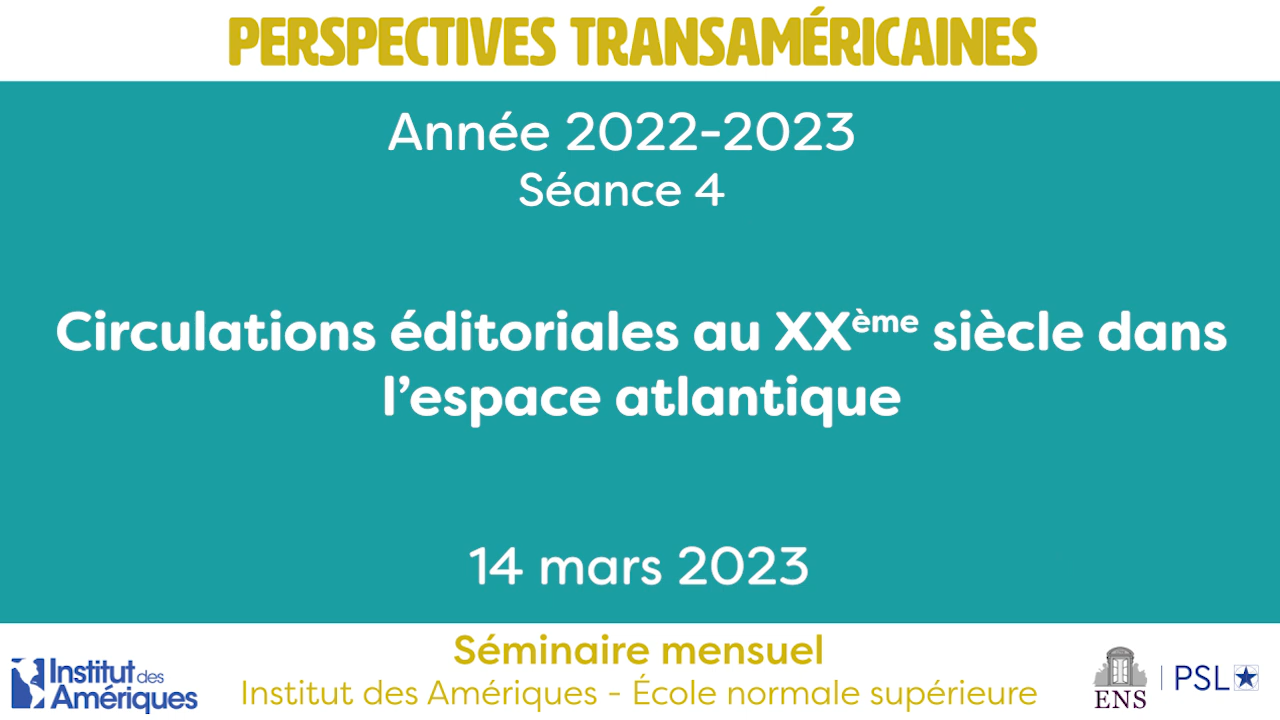 PERSPECTIVES TRANSAMÉRICAINES
Année 2022-2023
Séance 4
Circulations éditoriales au XXème siècle dans
l'espace atlantique
14 mars 2023
Séminaire mensuel
Institut des Amériques - École normale supérieure
Institut des
Amériques
ENS
PSL